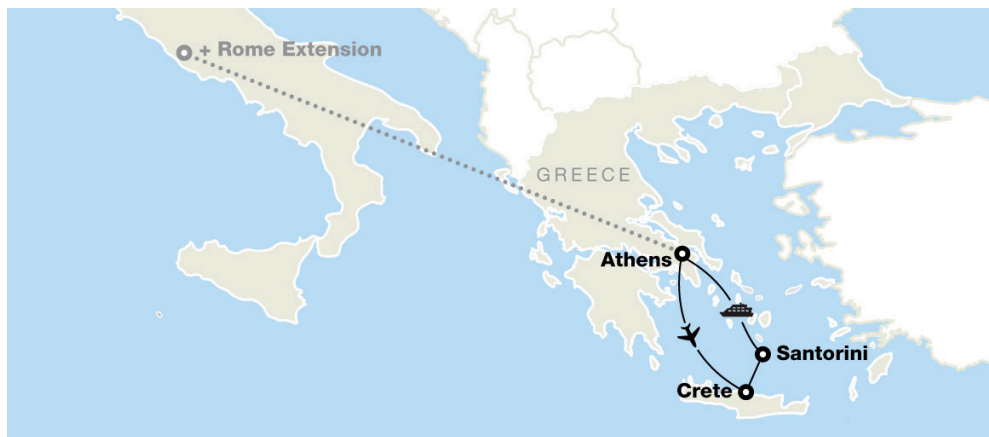 + Rome Extension
GREECE
Athens
Santorini
Crete